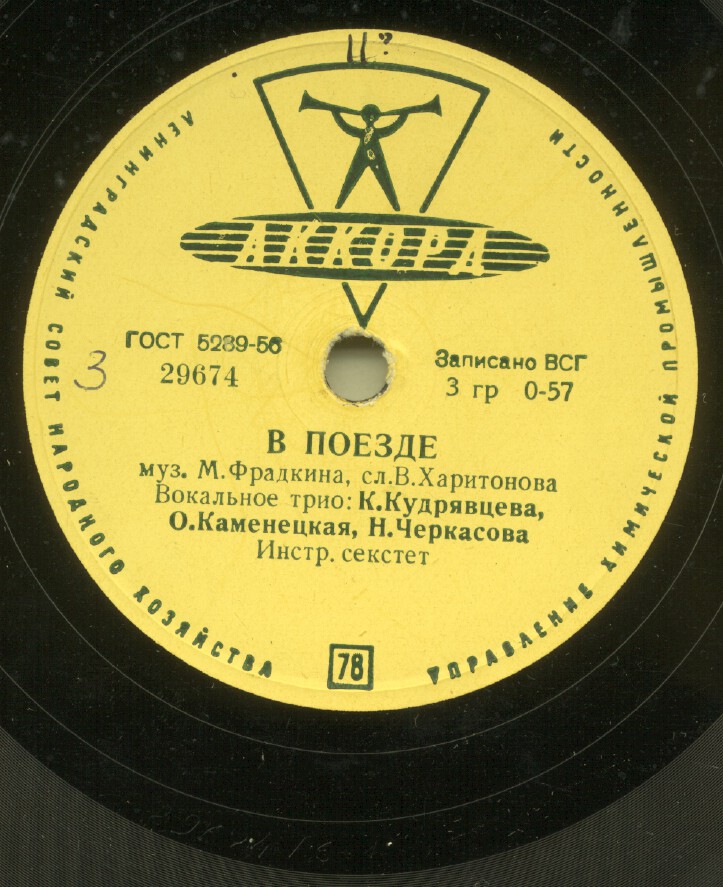 11?
АККОРД
ЛЕНИНГРАДСКИЙ СОВЕТ НАРОДНОГО ХОЗЯЙСТВА
УПРАВЛЕНИЕ ХИМИЧЕСКОЙ ПРОМЫШЛЕННОСТИ
ГОСТ 5289-56
29674
3
Записано ВСГ
3 гр 0-57
В ПОЕЗДЕ
муз. М.Фрадкина, сл.В.Харитонова
Вокальное трио: К.Кудрявцева,
О.Каменецкая, Н.Черкасова
Инстр. секстет
78